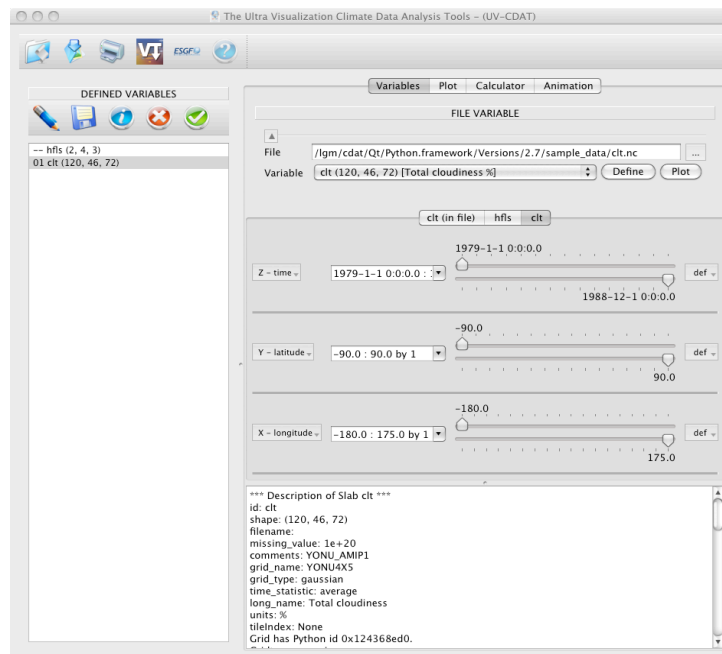 The Ultra Visualization Climate Data Analysis Tools - (UV-CDAT)
VT
ESGF
DEFINED VARIABLES
-- hfls (2, 4, 3)
01 clt (120, 46, 72)
Variables Plot Calculator Animation
FILE VARIABLE
File /lgm/cdat/Qt/Python.framework/Versions/2.7/sample_data/clt.nc ...
Variable clt (120, 46, 72) [Total cloudiness %] Define Plot
clt (in file) hfls clt
1979-1-1 0:0:0.0
Z - time 1979-1-1 0:0:0.0 : def
1988-12-1 0:0:0.0
-90.0
Y - latitude -90.0 : 90.0 by 1 def
90.0
-180.0
X - longitude -180.0 : 175.0 by 1 def
175.0
*** Description of Slab clt ***
id: clt
shape: (120, 46, 72)
filename:
missing_value: 1e+20
comments: YONU_AMIP1
grid_name: YONU4X5
grid_type: gaussian
time_statistic: average
long_name: Total cloudiness
units: %
tileIndex: None
Grid has Python id 0x124368ed0.